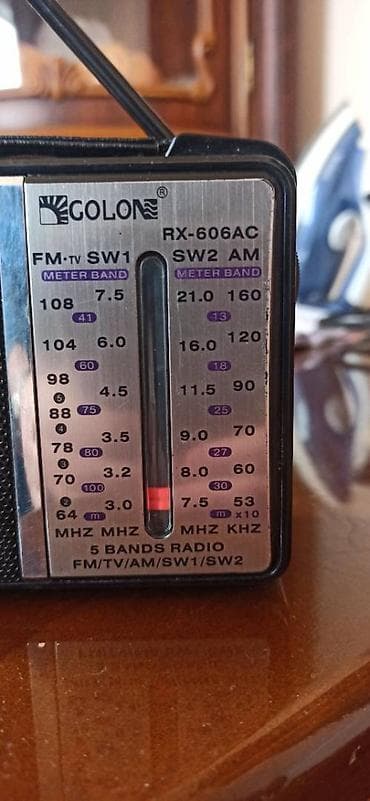 GOLON ®
RX-606AC
FM·TV SW1 SW2 AM
METER BAND METER BAND
108 7.5 21.0 160
41 13
104 6.0 16.0 120
60 18
98 4.5 11.5 90
5
88 75 25
4
78 3.5 9.0 70
80 27
3
70 3.2 8.0 60
100 30
2
64 3.0 7.5 53
m m x10
MHZ MHZ MHZ KHZ
5 BANDS RADIO
FM/TV/AM/SW1/SW2